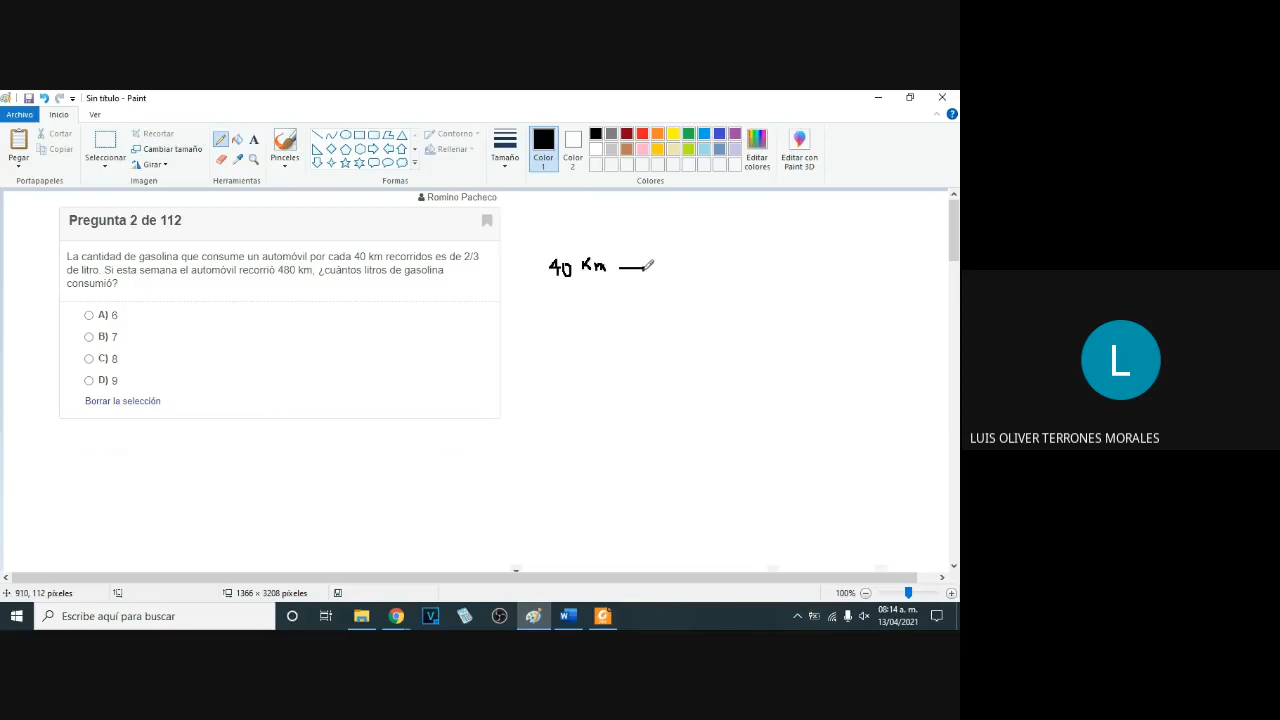 Sin título - Paint
Archivo Inicio Ver
Pegar
Cortar
Copiar
Portapapeles
Seleccionar
Recortar
Cambiar tamaño
Girar
Imagen
Herramientas
Pinceles
Contorno
Rellenar
Formas
Tamaño
Color 1
Color 2
Editar colores
Colores
Editar con Paint 3D
Romino Pacheco
Pregunta 2 de 112
La cantidad de gasolina que consume un automóvil por cada 40 km recorridos es de 2/3
de litro. Si esta semana el automóvil recorrió 480 km, ¿cuántos litros de gasolina
consumió?
A) 6
B) 7
C) 8
D) 9
Borrar la selección
40 Km —
L
LUIS OLIVER TERRONES MORALES
910, 112 píxeles
1366 × 3208 píxeles
100%
Escribe aquí para buscar
08:14 a. m.
13/04/2021